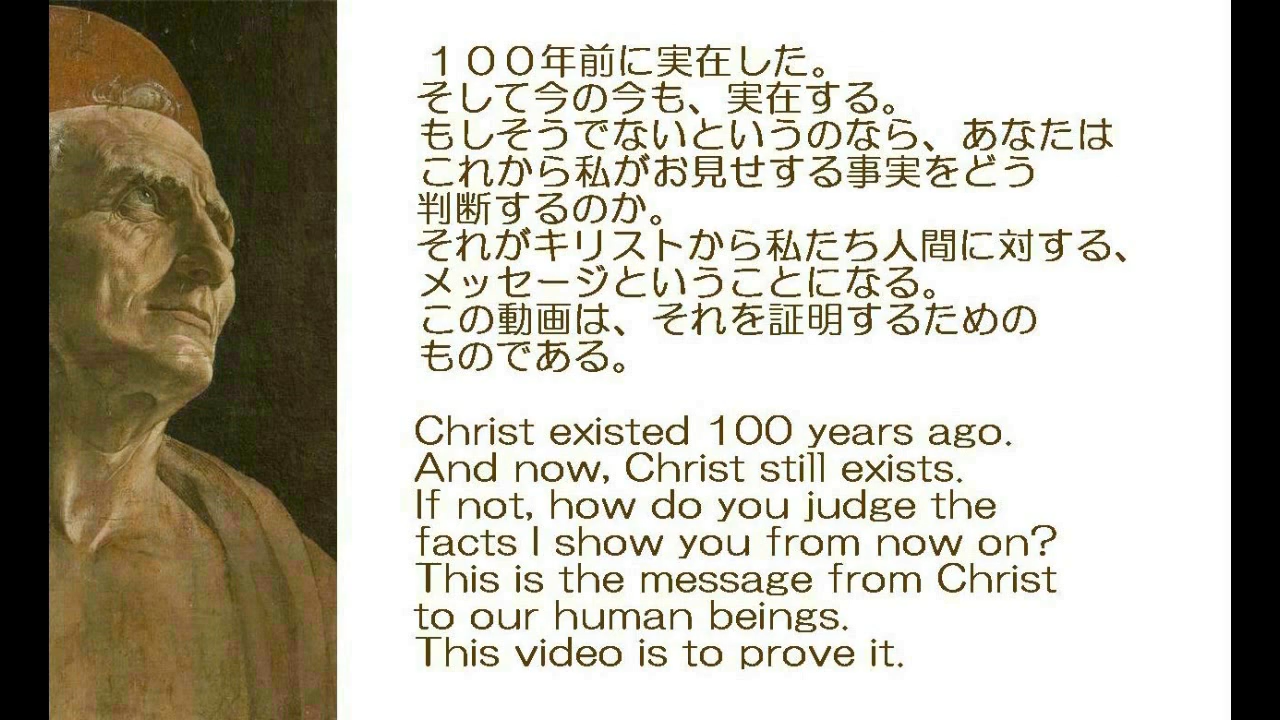 １００年前に実在した。
そして今の今も、実在する。
もしそうでないというのなら、あなたは
これから私がお見せする事実をどう
判断するのか。
それがキリストから私たち人間に対する、
メッセージということになる。
この動画は、それを証明するための
ものである。
Christ existed 100 years ago.
And now, Christ still exists.
If not, how do you judge the
facts I show you from now on?
This is the message from Christ
to our human beings.
This video is to prove it.